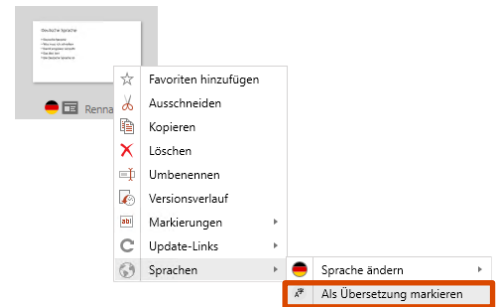 Deutsche Sprache
Renna
Favoriten hinzufügen
Ausschneiden
Kopieren
Löschen
Umbenennen
Versionsverlauf
abl Markierungen
Update-Links
Sprachen
Sprache ändern
Als Übersetzung markieren